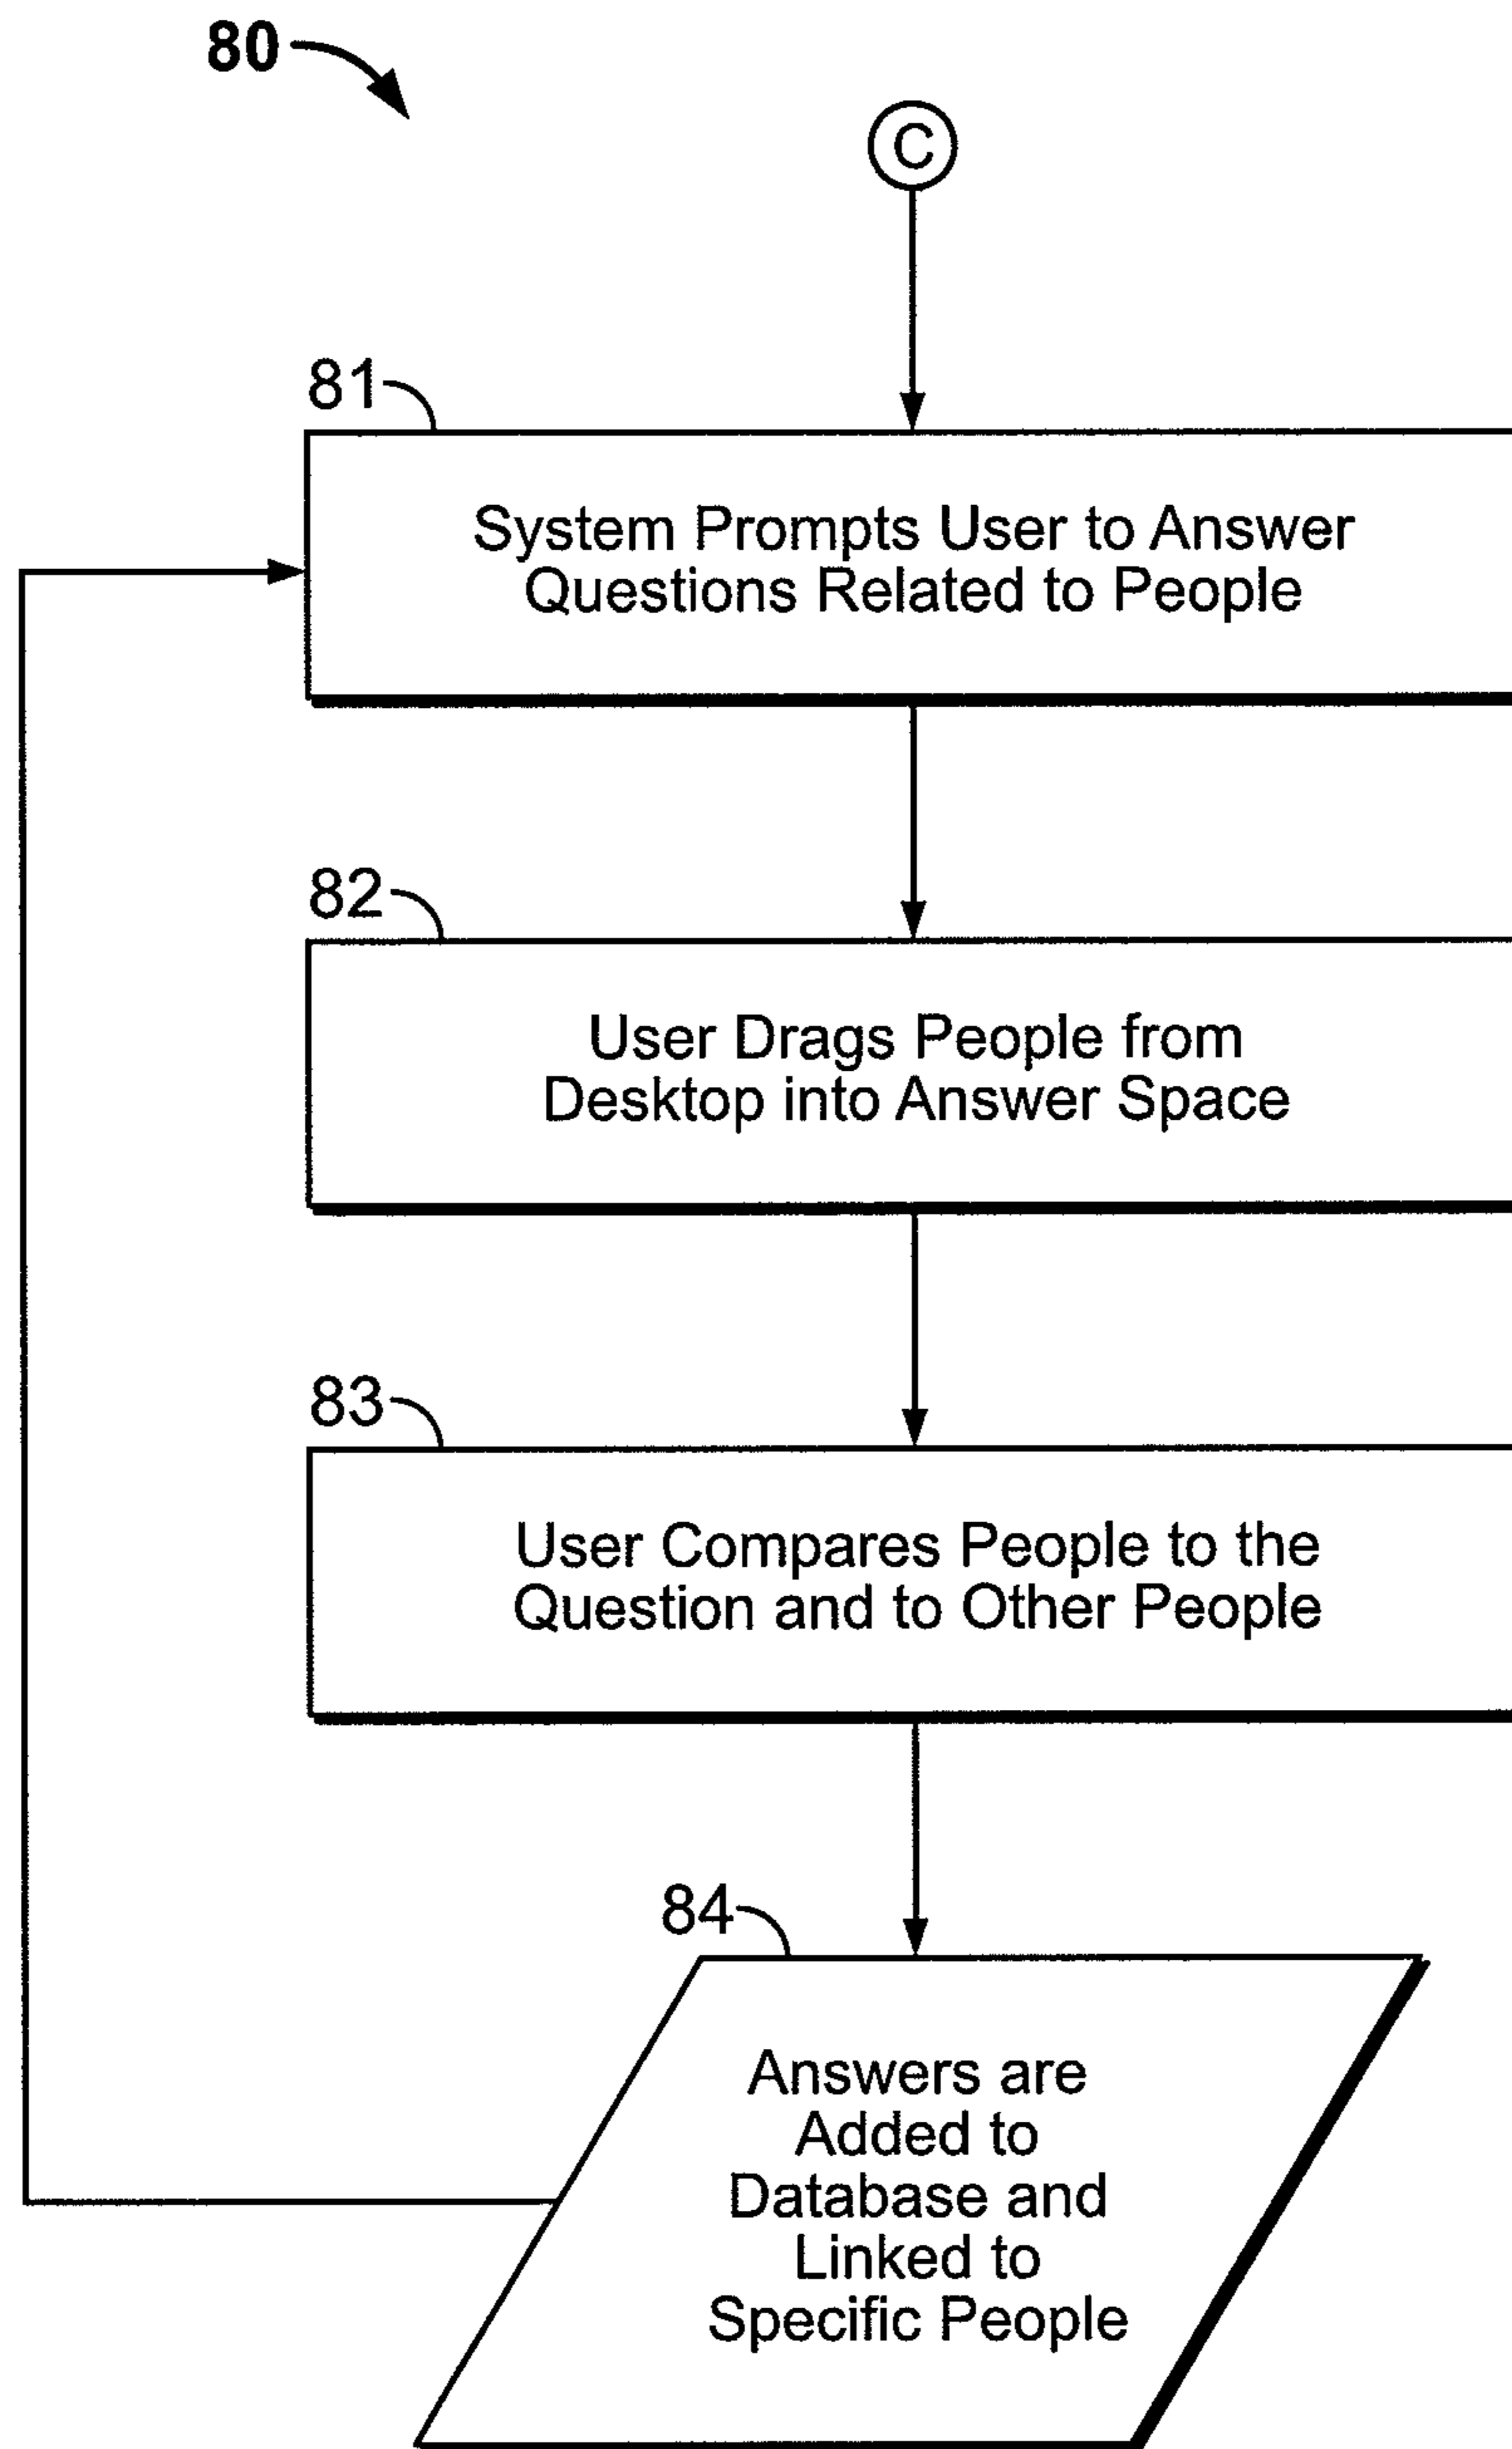 80
C
81
System Prompts User to Answer
Questions Related to People
82
User Drags People from
Desktop into Answer Space
83
User Compares People to the
Question and to Other People
84
Answers are
Added to
Database and
Linked to
Specific People